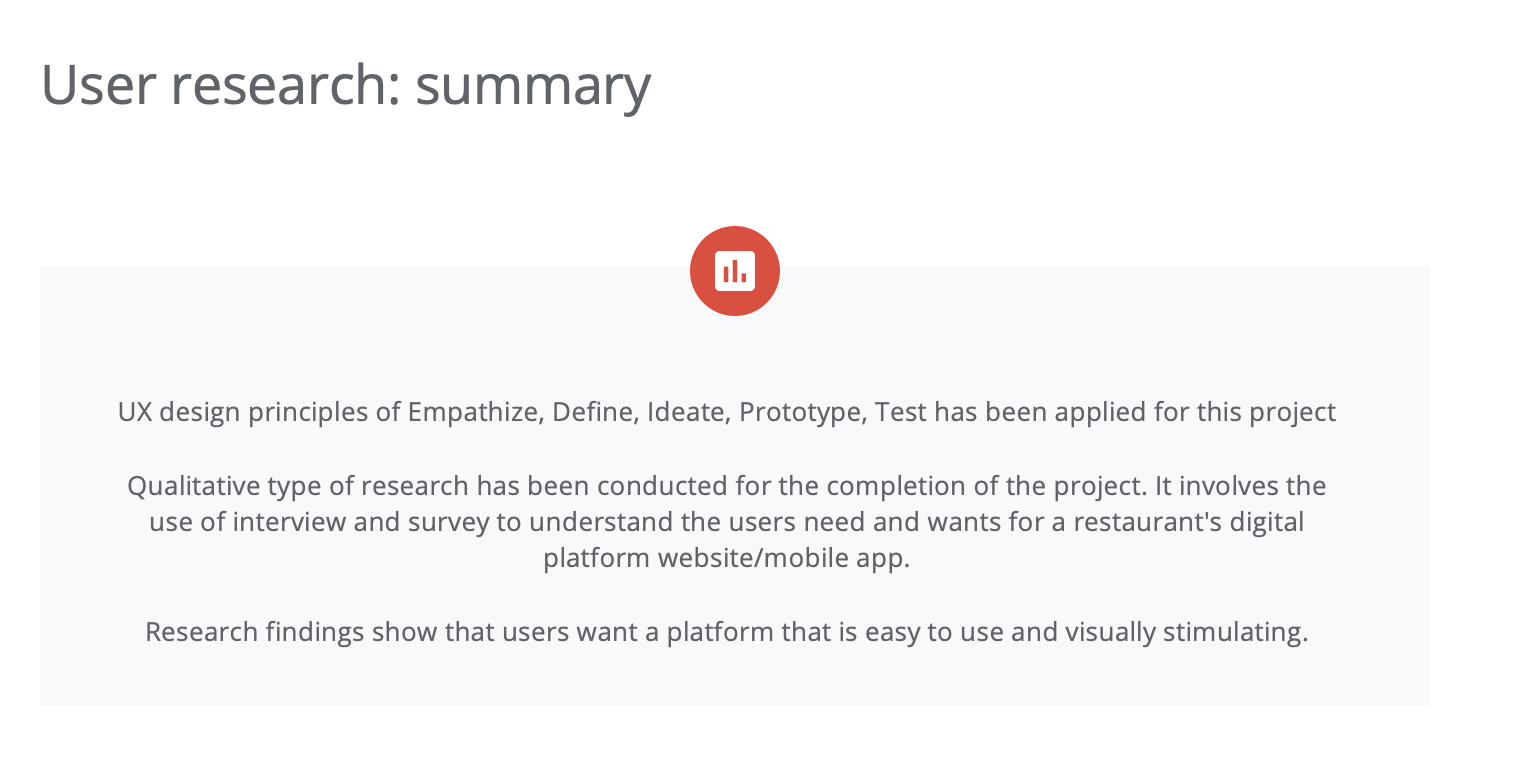 User research: summary
UX design principles of Empathize, Define, Ideate, Prototype, Test has been applied for this project
Qualitative type of research has been conducted for the completion of the project. It involves the
use of interview and survey to understand the users need and wants for a restaurant's digital
platform website/mobile app.
Research findings show that users want a platform that is easy to use and visually stimulating.